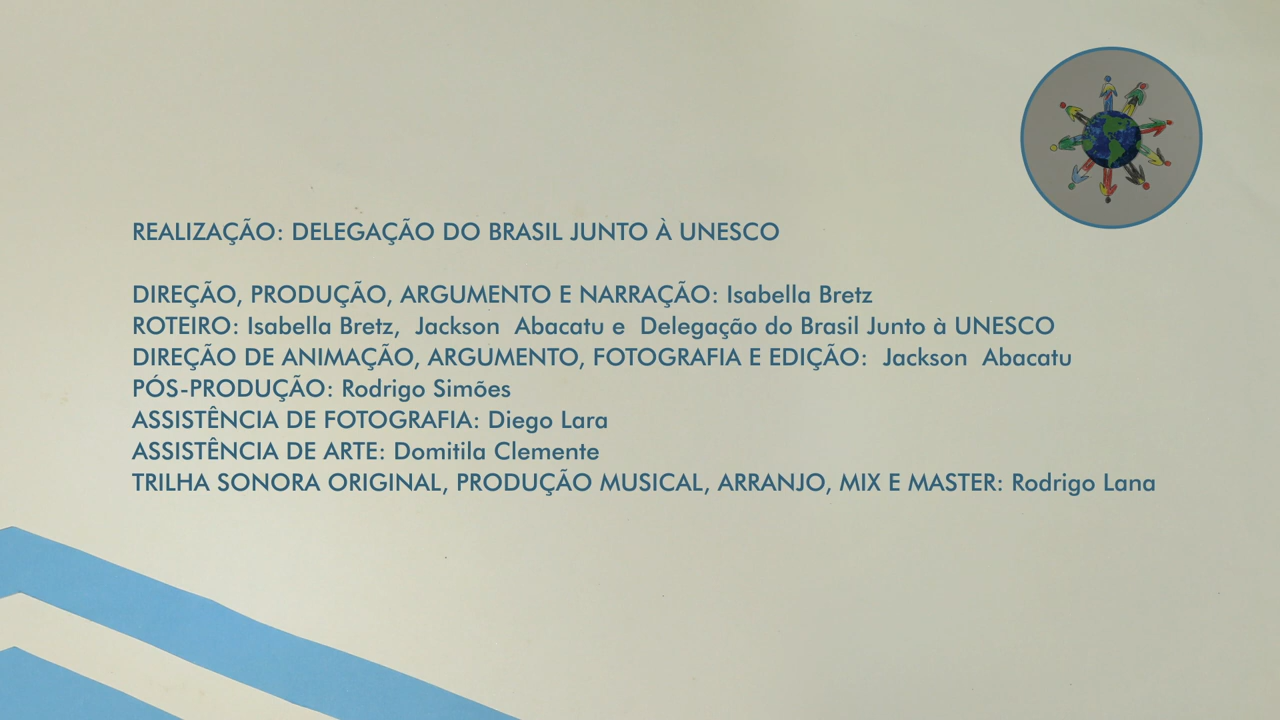 REALIZAÇÃO: DELEGAÇÃO DO BRASIL JUNTO À UNESCO
DIREÇÃO, PRODUÇÃO, ARGUMENTO E NARRAÇÃO: Isabella Bretz
ROTEIRO: Isabella Bretz, Jackson Abacatu e Delegação do Brasil Junto à UNESCO
DIREÇÃO DE ANIMAÇÃO, ARGUMENTO, FOTOGRAFIA E EDIÇÃO: Jackson Abacatu
PÓS-PRODUÇÃO: Rodrigo Simões
ASSISTÊNCIA DE FOTOGRAFIA: Diego Lara
ASSISTÊNCIA DE ARTE: Domitila Clemente
TRILHA SONORA ORIGINAL, PRODUÇÃO MUSICAL, ARRANJO, MIX E MASTER: Rodrigo Lana